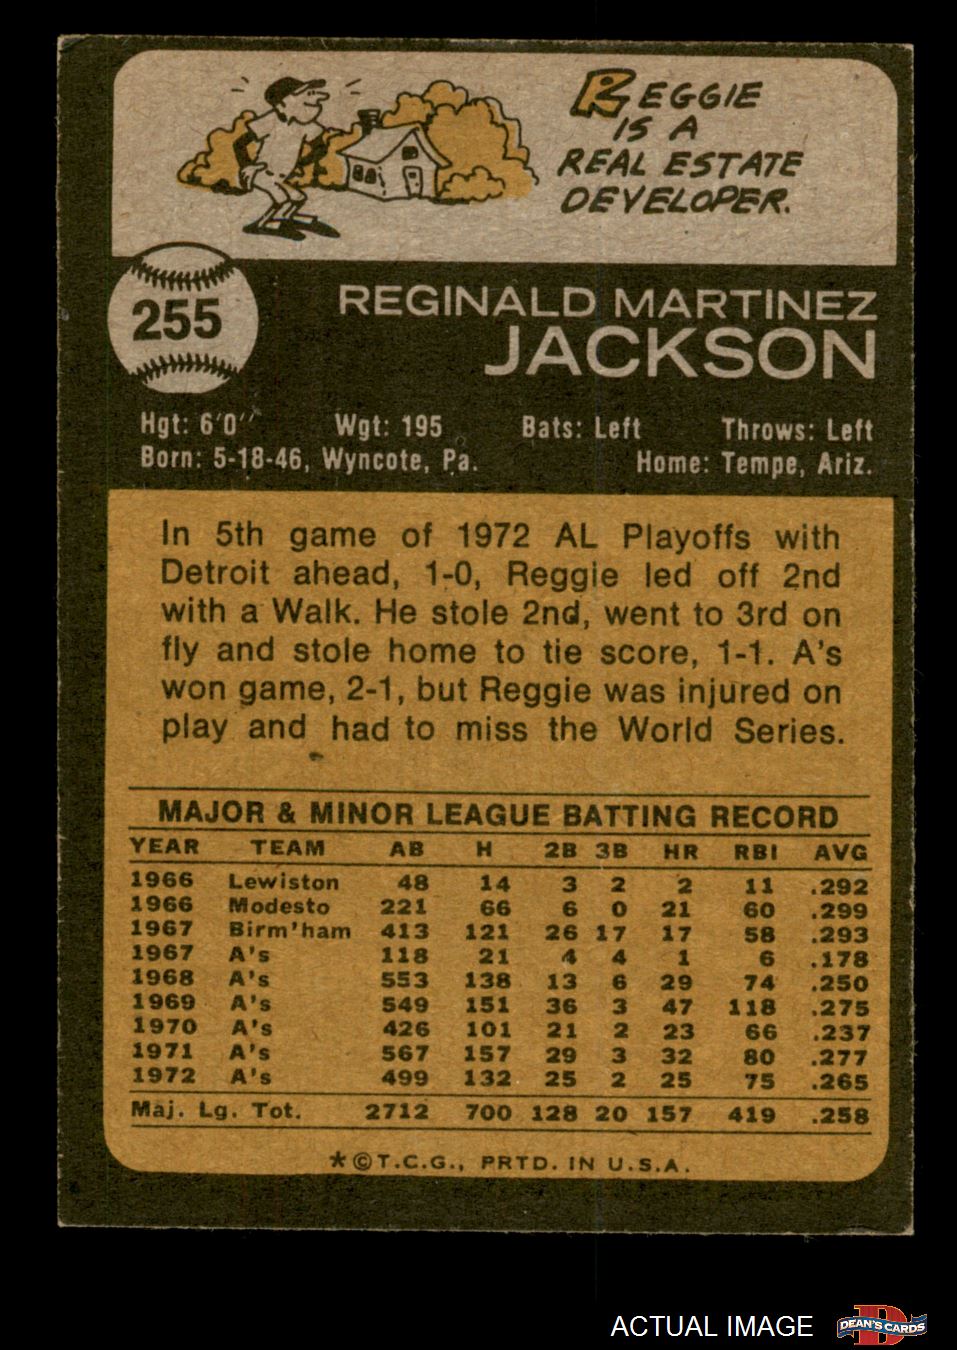 REGGIE
IS A
REAL ESTATE
DEVELOPER.
255
REGINALD MARTINEZ
JACKSON
Hgt: 6'0'' Wgt: 195 Bats: Left Throws: Left
Born: 5-18-46, Wyncote, Pa. Home: Tempe, Ariz.
In 5th game of 1972 AL Playoffs with
Detroit ahead, 1-0, Reggie led off 2nd
with a Walk. He stole 2nd, went to 3rd on
fly and stole home to tie score, 1-1. A's
won game, 2-1, but Reggie was injured on
play and had to miss the World Series.
MAJOR & MINOR LEAGUE BATTING RECORD
YEAR TEAM AB H 2B 3B HR RBI AVG
1966 Lewiston 48 14 3 2 2 11 .292
1966 Modesto 221 66 6 0 21 60 .299
1967 Birm'ham 413 121 26 17 17 58 .293
1967 A's 118 21 4 4 1 6 .178
1968 A's 553 138 13 6 29 74 .250
1969 A's 549 151 36 3 47 118 .275
1970 A's 426 101 21 2 23 66 .237
1971 A's 567 157 29 3 32 80 .277
1972 A's 499 132 25 2 25 75 .265
Maj. Lg. Tot. 2712 700 128 20 157 419 .258
*©T.C.G., PRTD. IN U.S.A.
ACTUAL IMAGE
D
DEAN'S CARDS